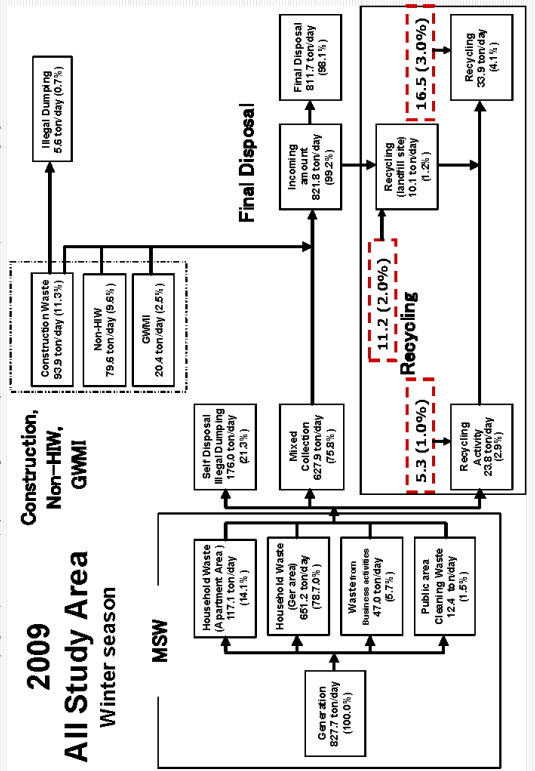 2009
All Study Area
Winter season
Construction,
Non-HIW,
GWMI
Construction Waste
93.9 ton/day (11.3%)
Non-HIW
79.6 ton/day (9.6%)
GWMI
20.4 ton/day (2.5%)
Illegal Dumping
5.6 ton/day (0.7%)
MSW
Generation
827.7 ton/day
(100.0%)
Household Waste
(Apartment Area )
117.1 ton/day
(14.1%)
Household Waste
(Ger area)
651.2 ton/day
(78.7.0%)
Waste from
Business activities
47.0 ton/day
(5.7%)
Public area
Cleaning Waste
12.4 ton/day
(1.5%)
Self Disposal
Illegal Dumping
176.0 ton/day
(21.3%)
Mixed
Collection
627.9 ton/day
(75.8%)
Recycling
Activity
23.8 ton/day
(2.9%)
5.3 (1.0%)
Final Disposal
Incoming
amount
821.8 ton/day
(99.2%)
Final Disposal
811.7 ton/day
(98.1%)
Recycling
11.2 (2.0%)
Recycling
(landfill site)
10.1 ton/day
(1.2%)
16.5 (3.0%)
Recycling
33.9 ton/day
(4.1%)